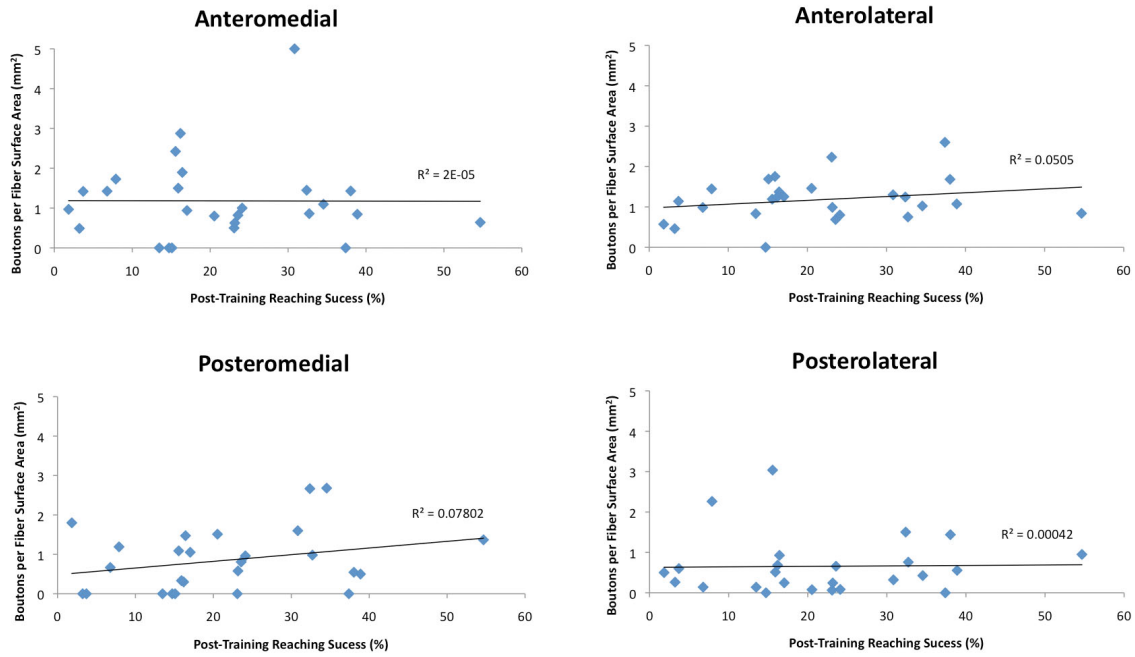 Anteromedial
Boutons per Fiber Surface Area (mm²)
5
4
3
2
1
0
R² = 2E-05
0 10 20 30 40 50 60
Post-Training Reaching Sucess (%)
Anterolateral
Boutons per Fiber Surface Area (mm²)
5
4
3
2
1
0
R² = 0.0505
0 10 20 30 40 50 60
Post-Training Reaching Sucess (%)
Posteromedial
Boutons per Fiber Surface Area (mm²)
5
4
3
2
1
0
R² = 0.07802
0 10 20 30 40 50 60
Post-Training Reaching Sucess (%)
Posterolateral
Boutons per Fiber Surface Area (mm²)
5
4
3
2
1
0
R² = 0.00042
0 10 20 30 40 50 60
Post-Training Reaching Sucess (%)